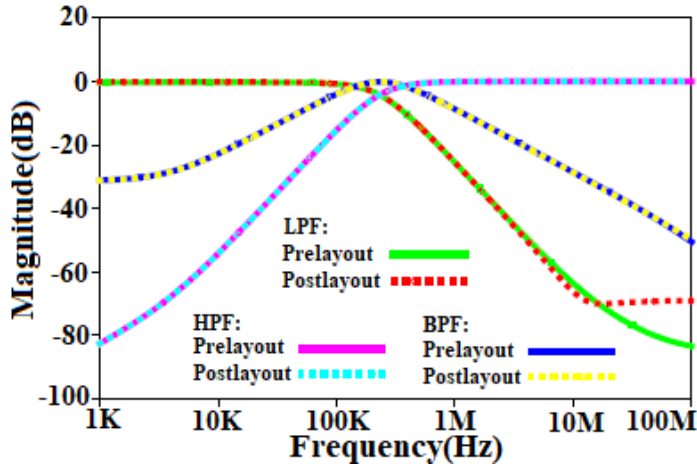 20
0
-20
-40
-60
-80
-100
Magnitude(dB)
LPF:
Prelayout
Postlayout
HPF:
Prelayout
Postlayout
BPF:
Prelayout
Postlayout
1K 10K 100K 1M 10M 100M
Frequency(Hz)